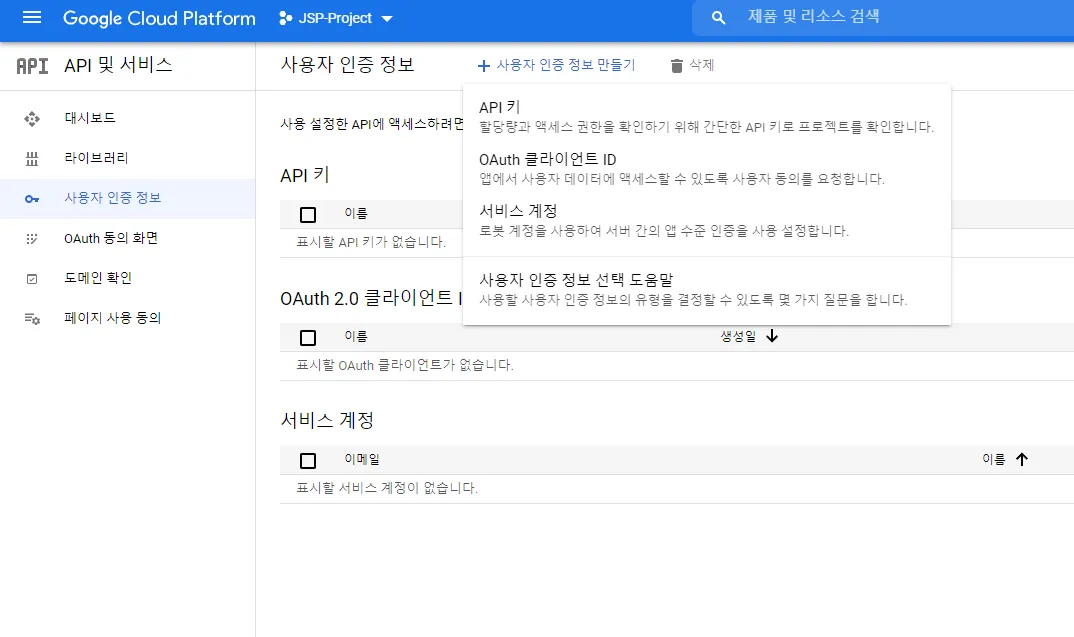 Google Cloud Platform JSP-Project 제품 및 리소스 검색
API API 및 서비스
사용자 인증 정보 + 사용자 인증 정보 만들기 삭제
대시보드
라이브러리
사용자 인증 정보
OAuth 동의 화면
도메인 확인
페이지 사용 동의
사용 설정한 API에 액세스하려면
API 키
할당량과 액세스 권한을 확인하기 위해 간단한 API 키로 프로젝트를 확인합니다.
OAuth 클라이언트 ID
앱에서 사용자 데이터에 액세스할 수 있도록 사용자 동의를 요청합니다.
서비스 계정
로봇 계정을 사용하여 서버 간의 앱 수준 인증을 사용 설정합니다.
사용자 인증 정보 선택 도움말
사용할 사용자 인증 정보의 유형을 결정할 수 있도록 몇 가지 질문을 합니다.
API 키
이름
표시할 API 키가 없습니다.
OAuth 2.0 클라이언트 I
이름 생성일
표시할 OAuth 클라이언트가 없습니다.
서비스 계정
이메일 이름
표시할 서비스 계정이 없습니다.